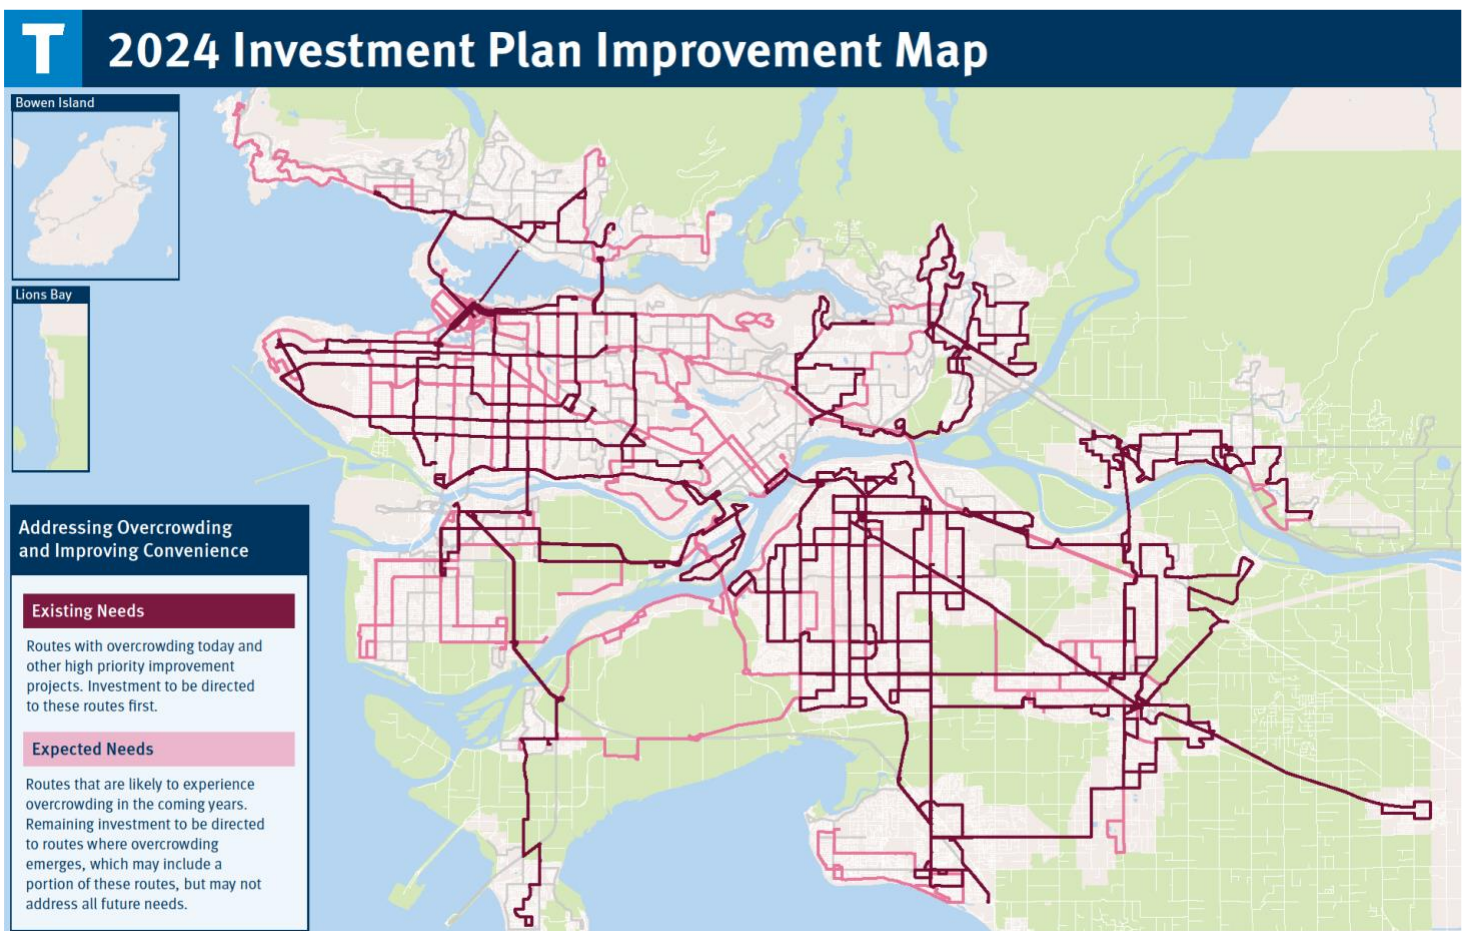 T
2024 Investment Plan Improvement Map
Bowen Island
Lions Bay
Addressing Overcrowding
and Improving Convenience
Existing Needs
Routes with overcrowding today and
other high priority improvement
projects. Investment to be directed
to these routes first.
Expected Needs
Routes that are likely to experience
overcrowding in the coming years.
Remaining investment to be directed
to routes where overcrowding
emerges, which may include a
portion of these routes, but may not
address all future needs.